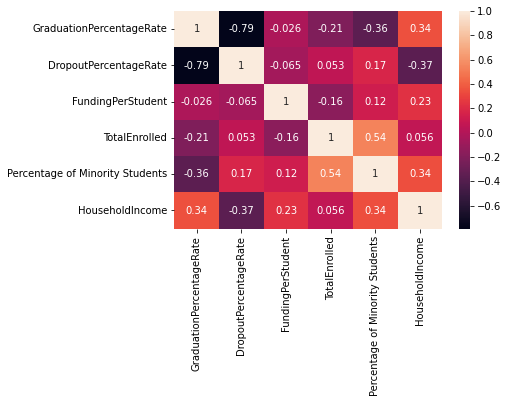 GraduationPercentageRate 1 -0.79 -0.026 -0.21 -0.36 0.34
DropoutPercentageRate -0.79 1 -0.065 0.053 0.17 -0.37
FundingPerStudent -0.026 -0.065 1 -0.16 0.12 0.23
TotalEnrolled -0.21 0.053 -0.16 1 0.54 0.056
Percentage of Minority Students -0.36 0.17 0.12 0.54 1 0.34
HouseholdIncome 0.34 -0.37 0.23 0.056 0.34 1
GraduationPercentageRate
DropoutPercentageRate
FundingPerStudent
TotalEnrolled
Percentage of Minority Students
HouseholdIncome
1.0
0.8
0.6
0.4
0.2
0.0
−0.2
−0.4
−0.6